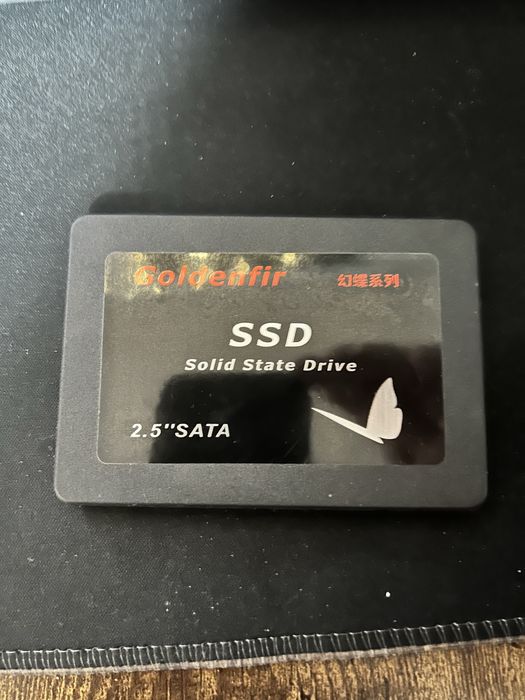 Goldenfir 幻蝶系列
SSD
Solid State Drive
2.5"SATA